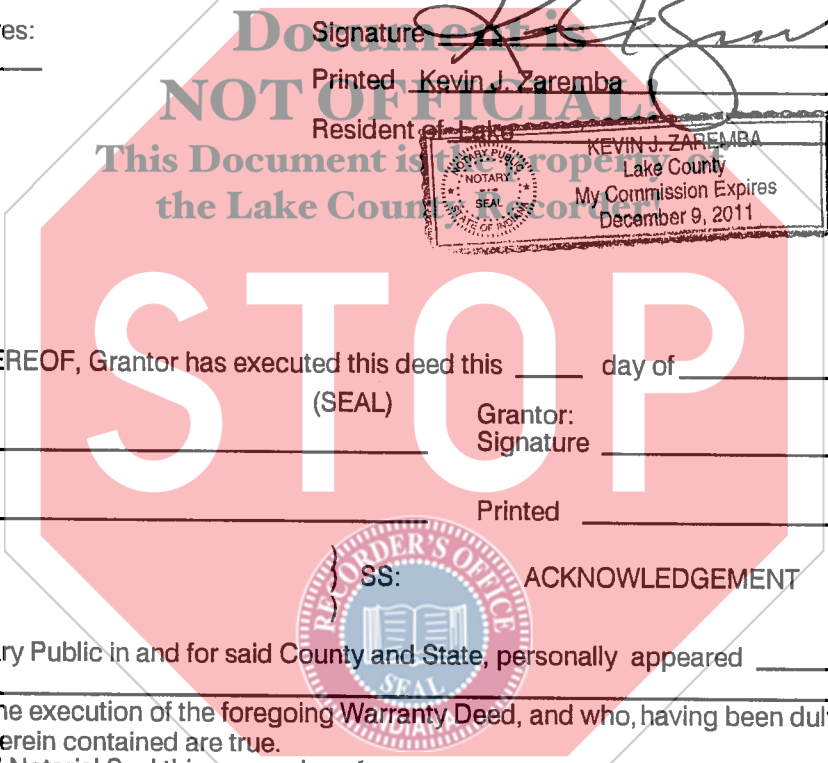 es:
Signature
Document is
Printed Kevin J. Zaremba
NOT OFFICIAL!
Resident of Lake
This Document is the property of
the Lake County Recorder!
KEVIN J. ZAREMBA
Lake County
My Commission Expires
December 9, 2011
NOTARY PUBLIC
NOTARY
SEAL
STATE OF INDIANA
STOP
EREOF, Grantor has executed this deed this ____ day of
(SEAL)
Grantor:
Signature
Printed
SS: ACKNOWLEDGEMENT
RECORDER'S OFFICE
SEAL
INDIANA
ry Public in and for said County and State, personally appeared
he execution of the foregoing Warranty Deed, and who, having been duly
erein contained are true.